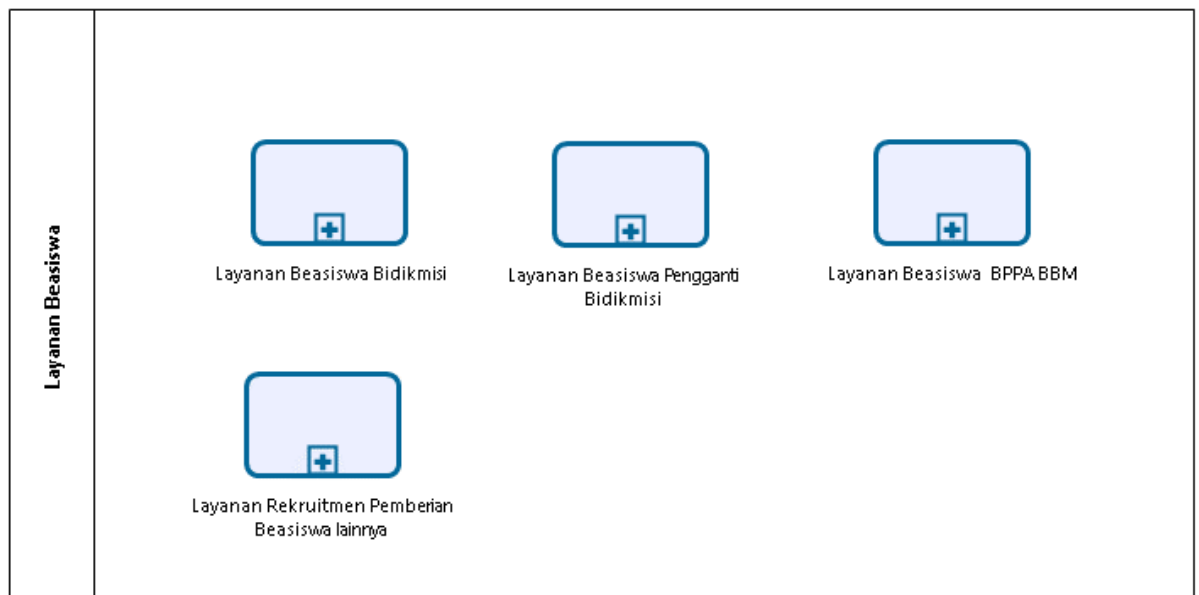 Layanan Beasiswa
Layanan Beasiswa Bidikmisi
Layanan Beasiswa Pengganti
Bidikmisi
Layanan Beasiswa BPPA BBM
Layanan Rekruitmen Pemberian
Beasiswa lainnya